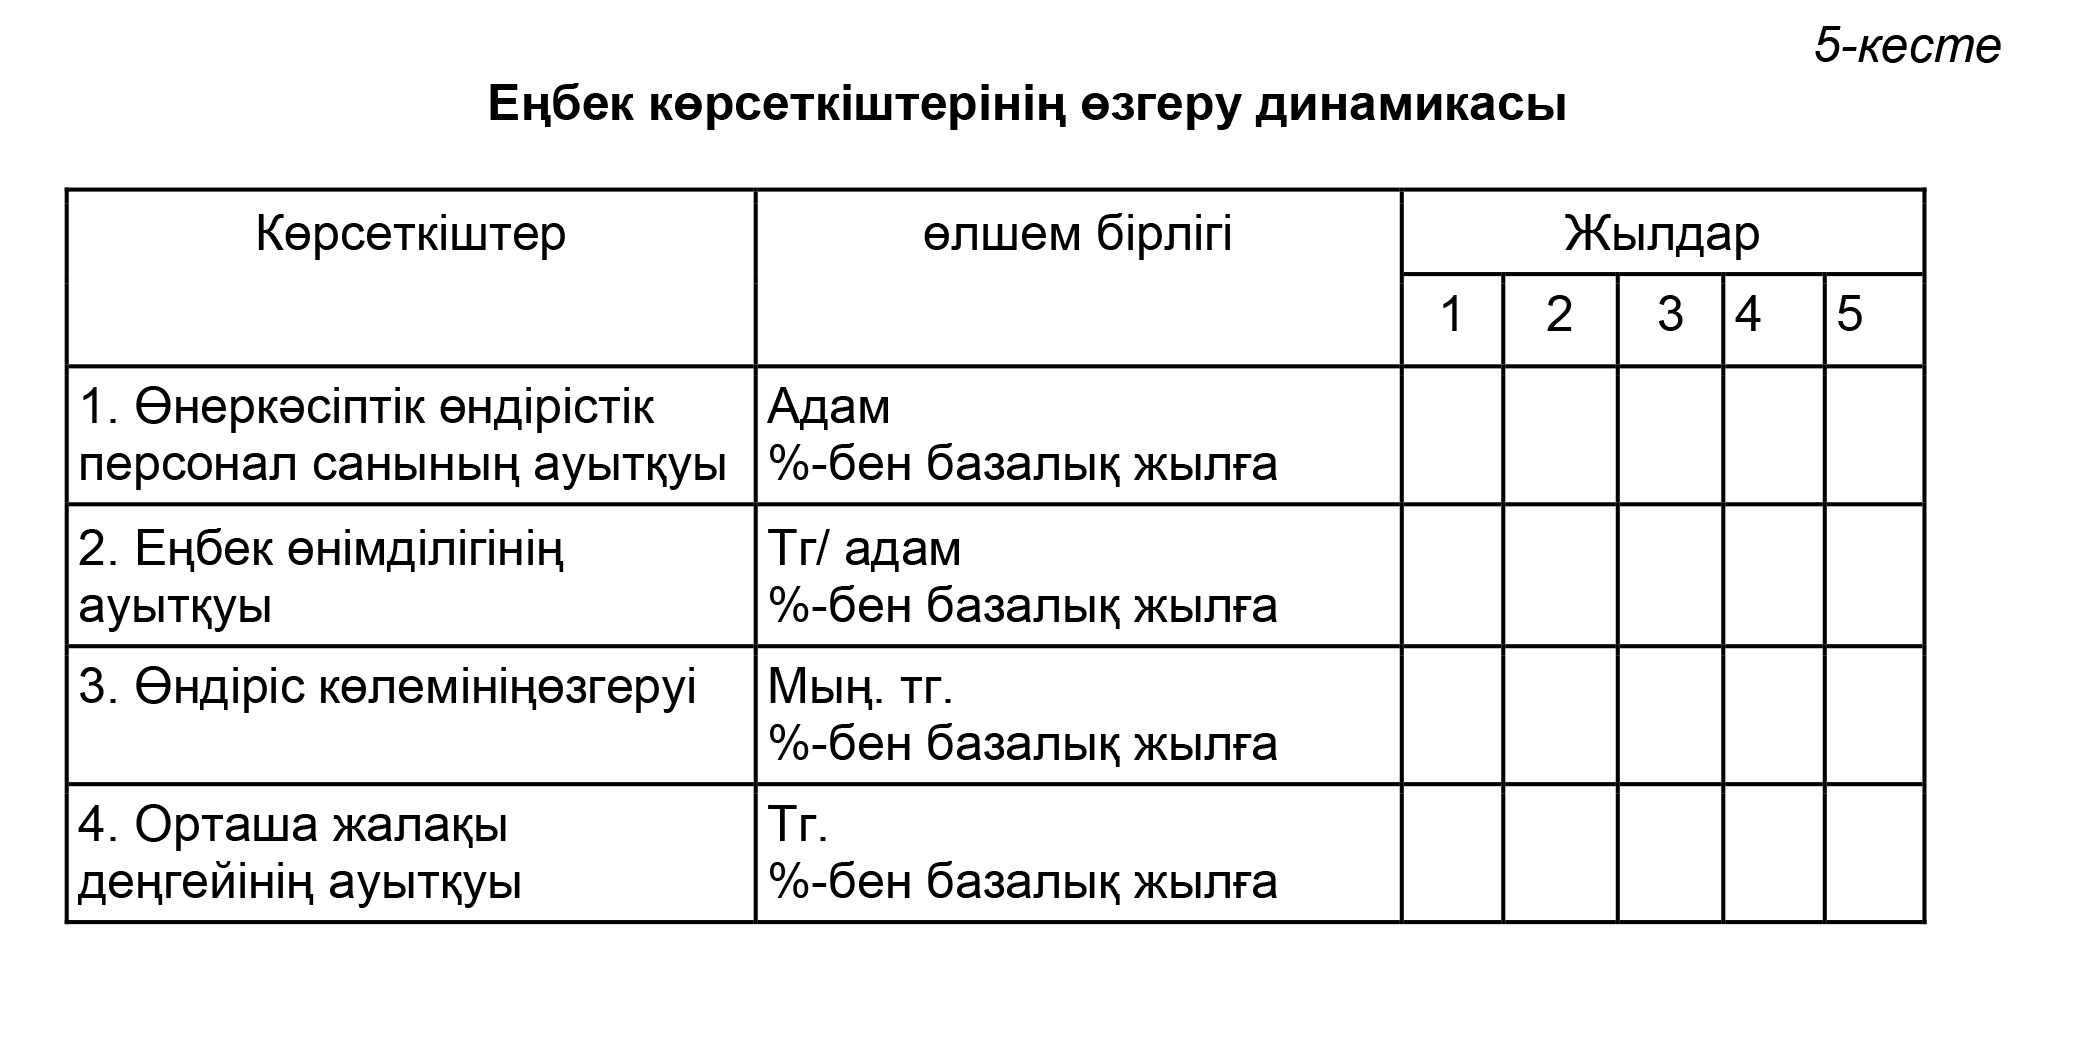 5-кесте
Еңбек көрсеткіштерінің өзгеру динамикасы
Көрсеткіштер өлшем бірлігі Жылдар
1 2 3 4 5
1. Өнеркәсіптік өндірістік Адам
персонал санының ауытқуы %-бен базалық жылға
2. Еңбек өнімділігінің Тг/ адам
ауытқуы %-бен базалық жылға
3. Өндіріс көлемініңөзгеруі Мың. тг.
%-бен базалық жылға
4. Орташа жалақы Тг.
деңгейінің ауытқуы %-бен базалық жылға